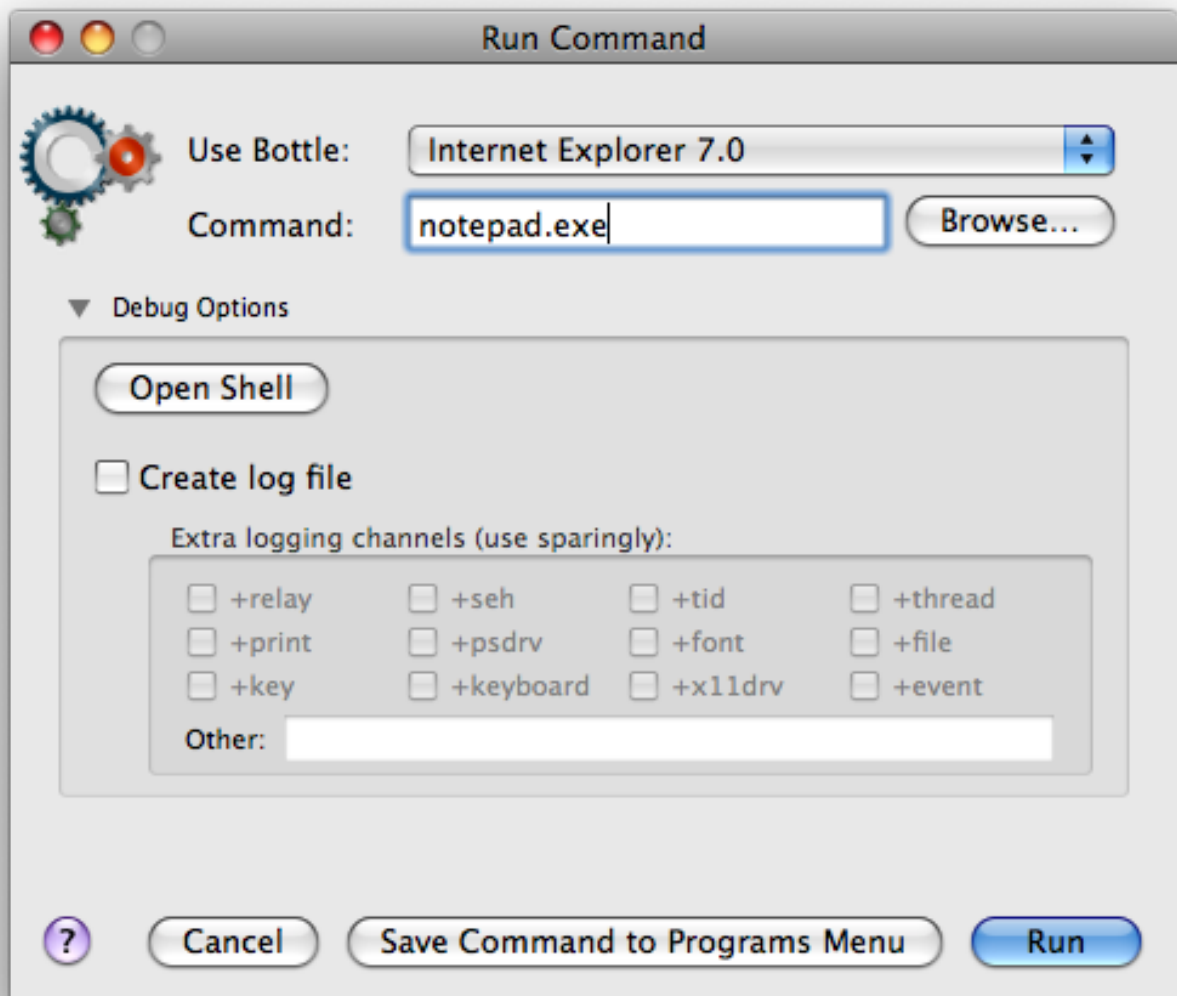 Run Command
Use Bottle: Internet Explorer 7.0
Command: notepad.exe Browse...
Debug Options
Open Shell
Create log file
Extra logging channels (use sparingly):
+relay +seh +tid +thread
+print +psdrv +font +file
+key +keyboard +x11drv +event
Other:
? Cancel Save Command to Programs Menu Run